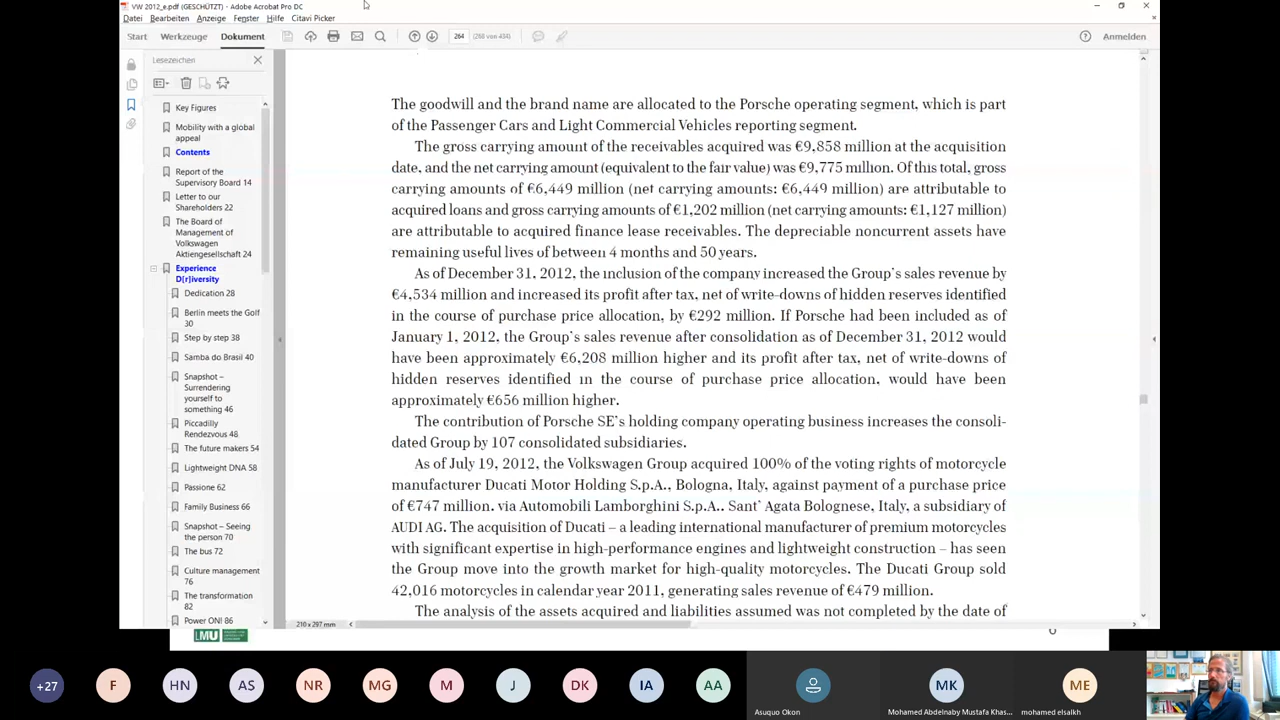 VW 2012_e.pdf (GESCHÜTZT) - Adobe Acrobat Pro DC
Datei Bearbeiten Anzeige Fenster Hilfe Citavi Picker
Start Werkzeuge Dokument 264 (280 von 434) Anmelden
Lesezeichen
Key Figures
Mobility with a global
appeal
Contents
Report of the
Supervisory Board 14
Letter to our
Shareholders 22
The Board of
Management of
Volkswagen
Aktiengesellschaft 24
Experience
D[r]iversity
Dedication 28
Berlin meets the Golf
30
Step by step 38
Samba do Brasil 40
Snapshot –
Surrendering
yourself to
something 46
Piccadilly
Rendezvous 48
The future makers 54
Lightweight DNA 58
Passione 62
Family Business 66
Snapshot – Seeing
the person 70
The bus 72
Culture management
76
The transformation
82
Power ON! 86
The goodwill and the brand name are allocated to the Porsche operating segment, which is part
of the Passenger Cars and Light Commercial Vehicles reporting segment.
The gross carrying amount of the receivables acquired was €9,858 million at the acquisition
date, and the net carrying amount (equivalent to the fair value) was €9,775 million. Of this total, gross
carrying amounts of €6,449 million (net carrying amounts: €6,449 million) are attributable to
acquired loans and gross carrying amounts of €1,202 million (net carrying amounts: €1,127 million)
are attributable to acquired finance lease receivables. The depreciable noncurrent assets have
remaining useful lives of between 4 months and 50 years.
As of December 31, 2012, the inclusion of the company increased the Group's sales revenue by
€4,534 million and increased its profit after tax, net of write-downs of hidden reserves identified
in the course of purchase price allocation, by €292 million. If Porsche had been included as of
January 1, 2012, the Group's sales revenue after consolidation as of December 31, 2012 would
have been approximately €6,208 million higher and its profit after tax, net of write-downs of
hidden reserves identified in the course of purchase price allocation, would have been
approximately €656 million higher.
The contribution of Porsche SE's holding company operating business increases the consoli-
dated Group by 107 consolidated subsidiaries.
As of July 19, 2012, the Volkswagen Group acquired 100% of the voting rights of motorcycle
manufacturer Ducati Motor Holding S.p.A., Bologna, Italy, against payment of a purchase price
of €747 million, via Automobili Lamborghini S.p.A., Sant' Agata Bolognese, Italy, a subsidiary of
AUDI AG. The acquisition of Ducati – a leading international manufacturer of premium motorcycles
with significant expertise in high-performance engines and lightweight construction – has seen
the Group move into the growth market for high-quality motorcycles. The Ducati Group sold
42,016 motorcycles in calendar year 2011, generating sales revenue of €479 million.
The analysis of the assets acquired and liabilities assumed was not completed by the date of
210 x 297 mm
LMU
+27 F HN AS NR MG M J DK IA AA MK ME
Asuquo Okon
Mohamed Abdelnaby Mustafa Khas...
mohamed elsalkh